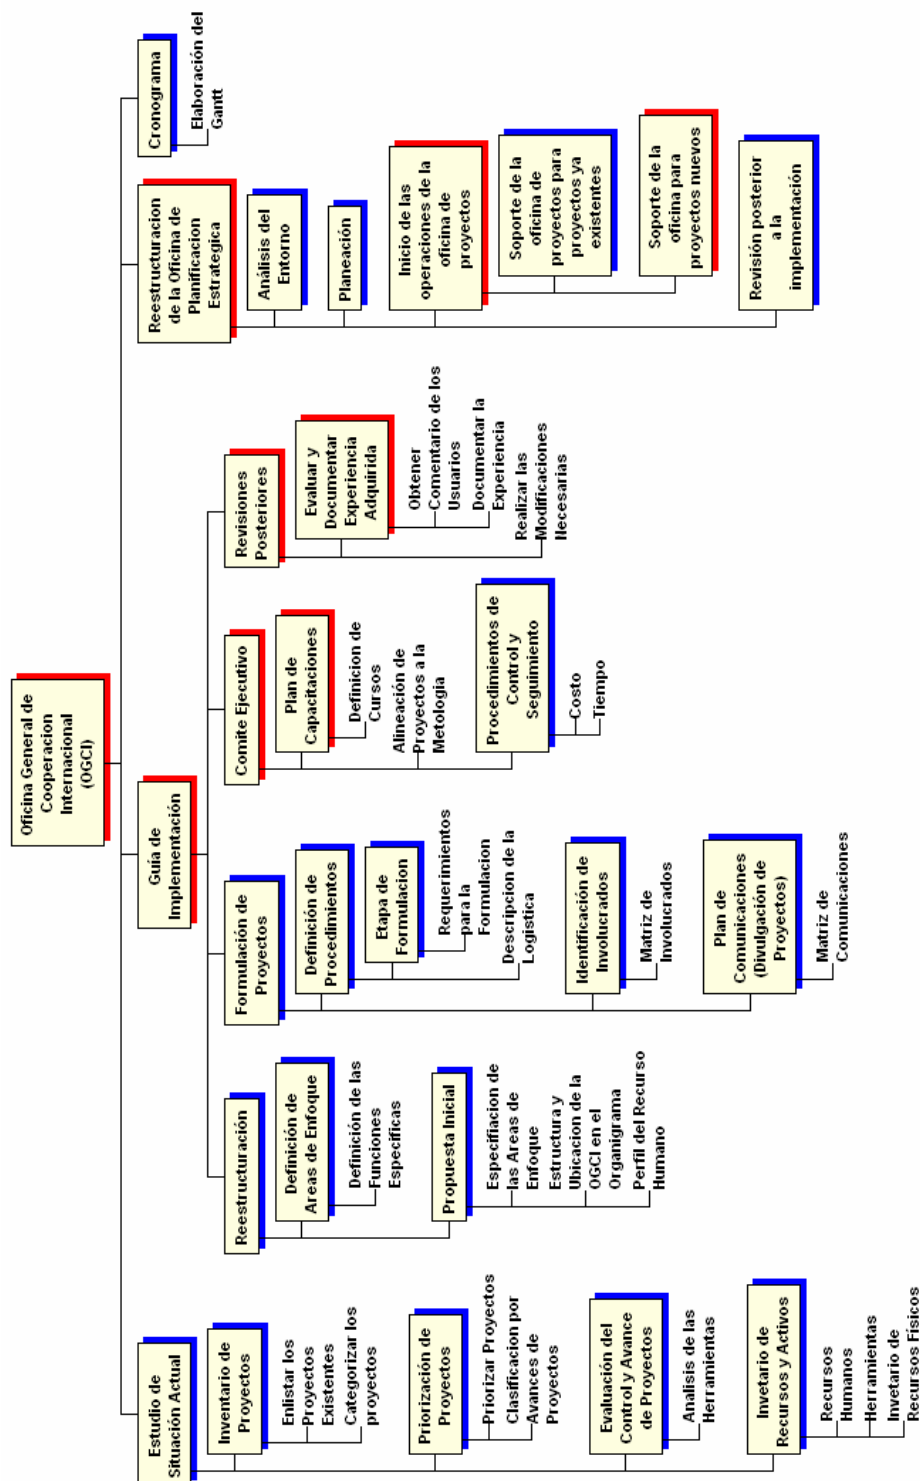 Oficina General de
Cooperacion
Internacional
(OGCI)
Estudio de
Situación Actual
Inventario de
Proyectos
Enlistar los
Proyectos
Existentes
Categorizar los
proyectos
Priorización de
Proyectos
Priorizar Proyectos
Clasificacion por
Avances de
Proyectos
Evaluación del
Control y Avance
de Proyectos
Analisis de las
Herramientas
Invetario de
Recursos y Activos
Recursos
Humanos
Herramientas
Invetario de
Recursos Físicos
Guía de
Implementación
Reestructuración
Definición de
Areas de Enfoque
Definición de las
Funciones
Especificas
Propuesta Inicial
Especifiacion de
las Areas de
Enfoque
Estructura y
Ubicacion de la
OGCI en el
Organigrama
Perfil del Recurso
Humano
Formulación de
Proyectos
Definición de
Procedimientos
Etapa de
Formulacion
Requerimientos
para la
Formulacion
Descripcion de la
Logistica
Identificación de
Involucrados
Matriz de
Involucrados
Plan de
Comunicaciones
(Divulgación de
Proyectos)
Matriz de
Comunicaciones
Comite Ejecutivo
Plan de
Capacitaciones
Definicion de
Cursos
Alineación de
Proyectos a la
Metologia
Procedimientos de
Control y
Seguimiento
Costo
Tiempo
Revisiones
Posteriores
Evaluar y
Documentar
Experiencia
Adquirida
Obtener
Comentario de los
Usuarios
Documentar la
Experiencia
Realizar las
Modificaciones
Necesarias
Reestructuracion
de la Oficina de
Planificacion
Estrategica
Análisis del
Entorno
Planeación
Inicio de las
operaciones de la
oficina de
proyectos
Soporte de la
oficina de
proyectos para
proyectos ya
existentes
Soporte de la
oficina para
proyectos nuevos
Revisión posterior
a la
implementación
Cronograma
Elaboración del
Gantt